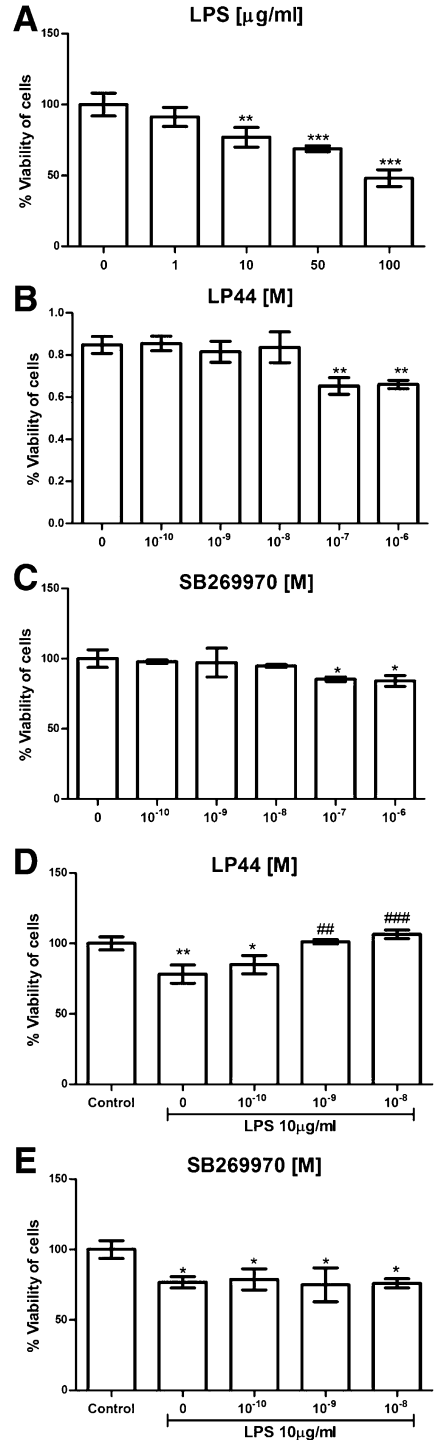 A
LPS [µg/ml]
% Viability of cells
150
100
50
0
**
***
***
0 1 10 50 100
B
LP44 [M]
% Viability of cells
1.0
0.8
0.6
0.4
0.2
0.0
** **
0 10⁻¹⁰ 10⁻⁹ 10⁻⁸ 10⁻⁷ 10⁻⁶
C
SB269970 [M]
% Viability of cells
150
100
50
0
* *
0 10⁻¹⁰ 10⁻⁹ 10⁻⁸ 10⁻⁷ 10⁻⁶
D
LP44 [M]
% Viability of cells
150
100
50
0
** * ## ###
Control 0 10⁻¹⁰ 10⁻⁹ 10⁻⁸
LPS 10µg/ml
E
SB269970 [M]
% Viability of cells
150
100
50
0
* * * *
Control 0 10⁻¹⁰ 10⁻⁹ 10⁻⁸
LPS 10µg/ml